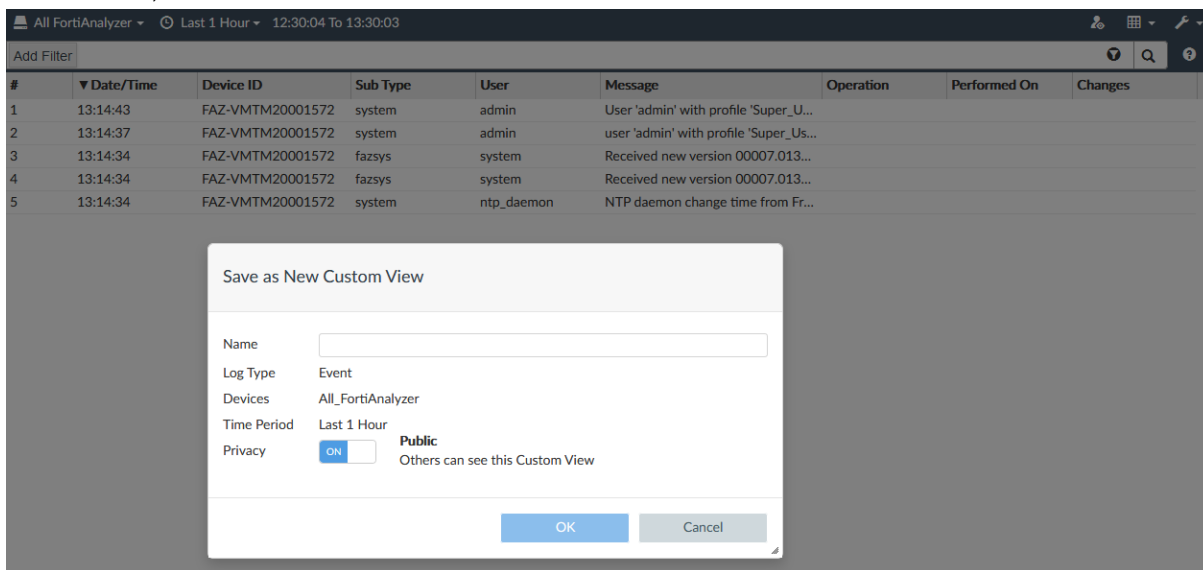 All FortiAnalyzer Last 1 Hour 12:30:04 To 13:30:03
Add Filter
# Date/Time Device ID Sub Type User Message Operation Performed On Changes
1 13:14:43 FAZ-VMTM20001572 system admin User 'admin' with profile 'Super_U...
2 13:14:37 FAZ-VMTM20001572 system admin user 'admin' with profile 'Super_Us...
3 13:14:34 FAZ-VMTM20001572 fazsys system Received new version 00007.013...
4 13:14:34 FAZ-VMTM20001572 fazsys system Received new version 00007.013...
5 13:14:34 FAZ-VMTM20001572 system ntp_daemon NTP daemon change time from Fr...
Save as New Custom View
Name
Log Type Event
Devices All_FortiAnalyzer
Time Period Last 1 Hour
Privacy ON Public
Others can see this Custom View
OK Cancel